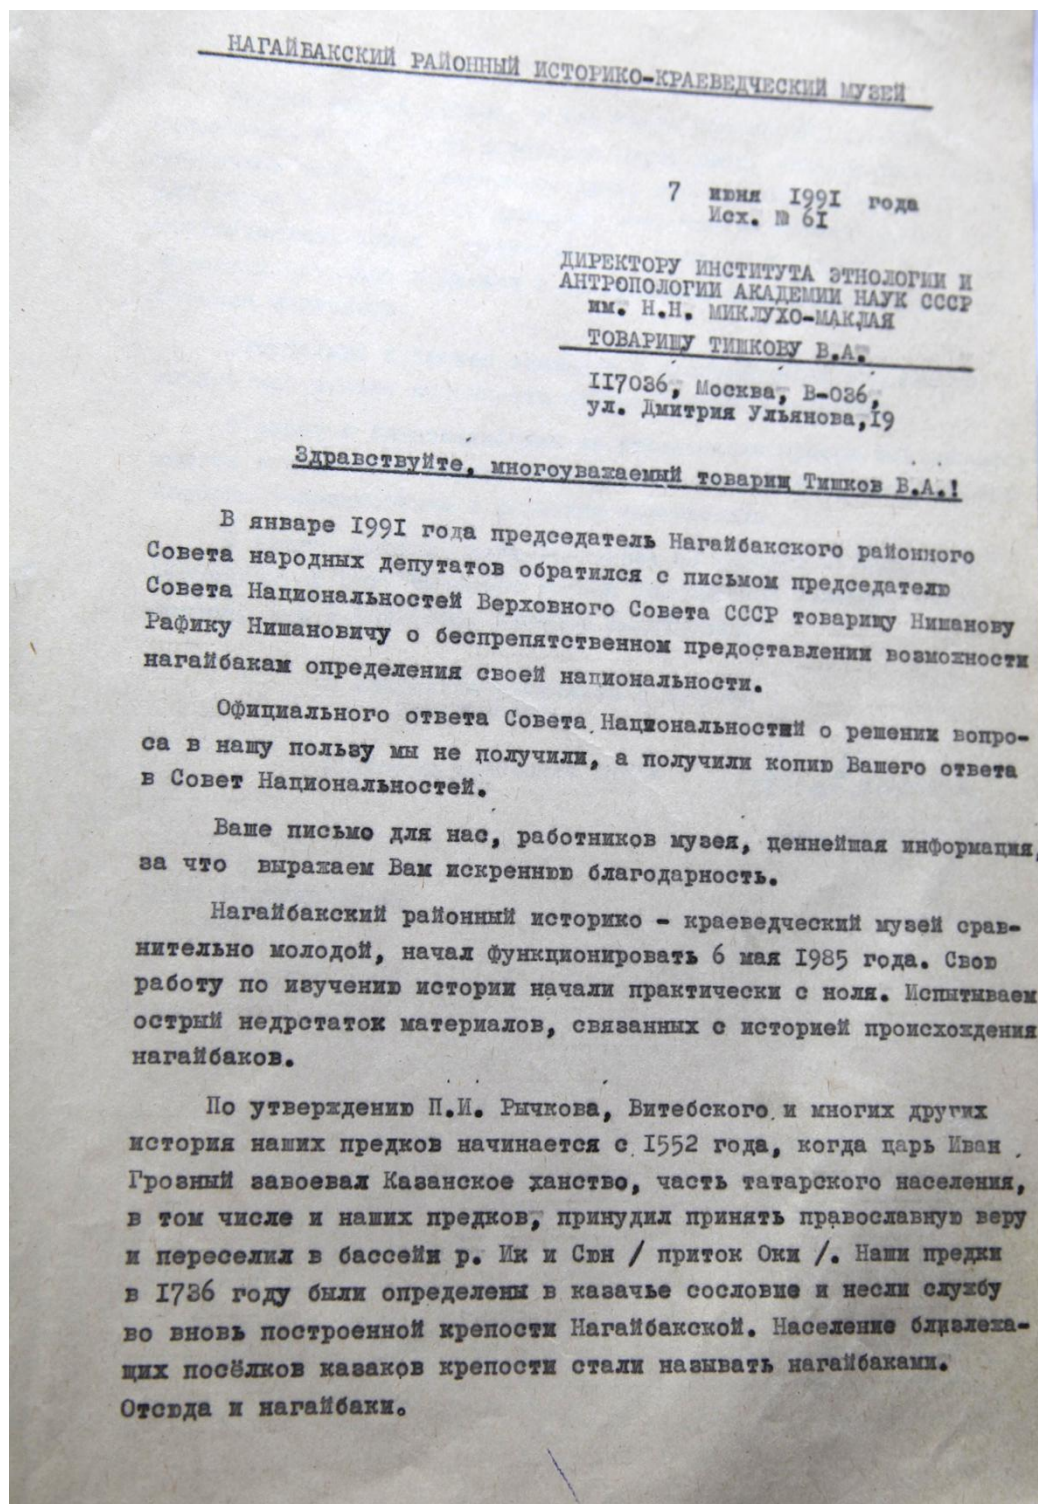 НАГАЙБАКСКИЙ РАЙОННЫЙ ИСТОРИКО-КРАЕВЕДЧЕСКИЙ МУЗЕЙ
7 июня 1991 года
Исх. № 61
ДИРЕКТОРУ ИНСТИТУТА ЭТНОЛОГИИ И
АНТРОПОЛОГИИ АКАДЕМИИ НАУК СССР
им. Н.Н. МИКЛУХО-МАКЛАЯ
ТОВАРИЩУ ТИШКОВУ В.А.
117036, Москва, В-036,
ул. Дмитрия Ульянова,19
Здравствуйте, многоуважаемый товарищ Тишков В.А.!
В январе 1991 года председатель Нагайбакского районного
Совета народных депутатов обратился с письмом председателю
Совета Национальностей Верховного Совета СССР товарищу Нишанову
Рафику Нишановичу о беспрепятственном предоставлении возможности
нагайбакам определения своей национальности.
Официального ответа Совета Национальностей о решении вопро-
са в нашу пользу мы не получили, а получили копию Вашего ответа
в Совет Национальностей.
Ваше письмо для нас, работников музея, ценнейшая информация,
за что выражаем Вам искреннюю благодарность.
Нагайбакский районный историко - краеведческий музей срав-
нительно молодой, начал функционировать 6 мая 1985 года. Свою
работу по изучению истории начали практически с ноля. Испытываем
острый недостаток материалов, связанных с историей происхождения
нагайбаков.
По утверждению П.И. Рычкова, Витебского и многих других
история наших предков начинается с 1552 года, когда царь Иван
Грозный завоевал Казанское ханство, часть татарского населения,
в том числе и наших предков, принудил принять православную веру
и переселил в бассейн р. Ик и Сюн / приток Оки /. Наши предки
в 1736 году были определены в казачье сословие и несли службу
во вновь построенной крепости Нагайбакской. Население близлежа-
щих посёлков казаков крепости стали называть нагайбаками.
Отсюда и нагайбаки.